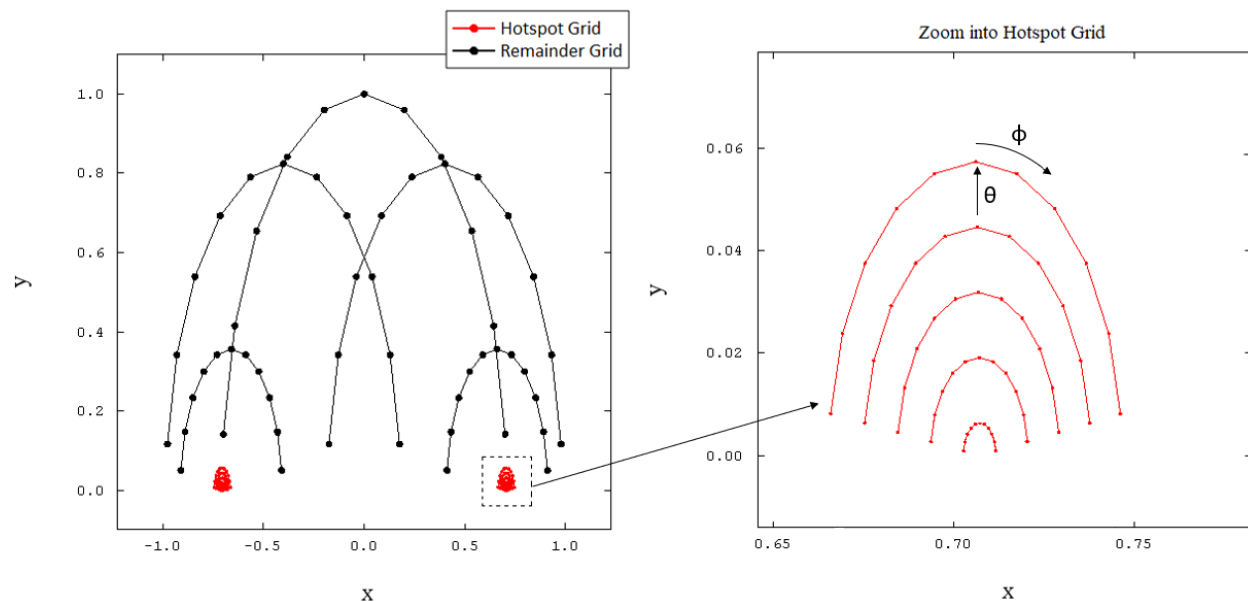 Hotspot Grid
Remainder Grid
1.0
0.8
0.6
0.4
0.2
0.0
y
-1.0 -0.5 0.0 0.5 1.0
x
Zoom into Hotspot Grid
0.06
0.04
0.02
0.00
y
ϕ
θ
0.65 0.70 0.75
x